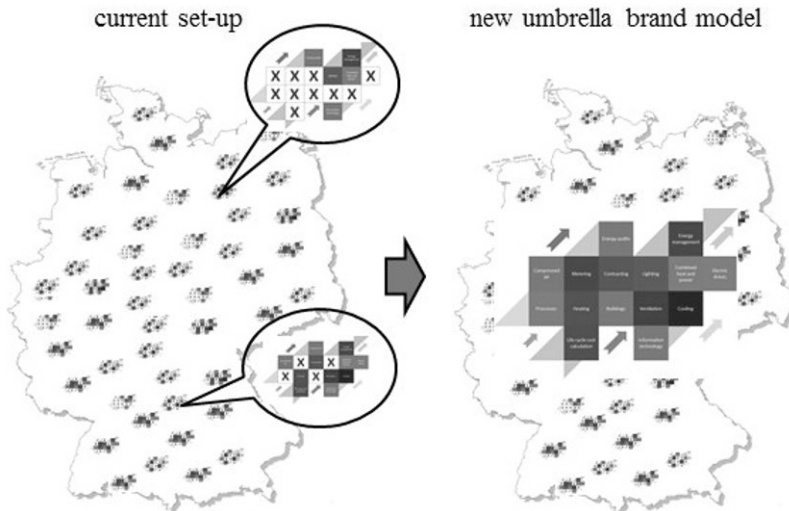 current set-up
new umbrella brand model
X X X X
X X X X X X
X X
X X
X X
Energy audits
Energy management
Compressed air
Metering
Contracting
Lighting
Combined heat and power
Electric drives
Processes
Heating
Buildings
Ventilation
Cooling
Life cycle cost calculation
Information technology